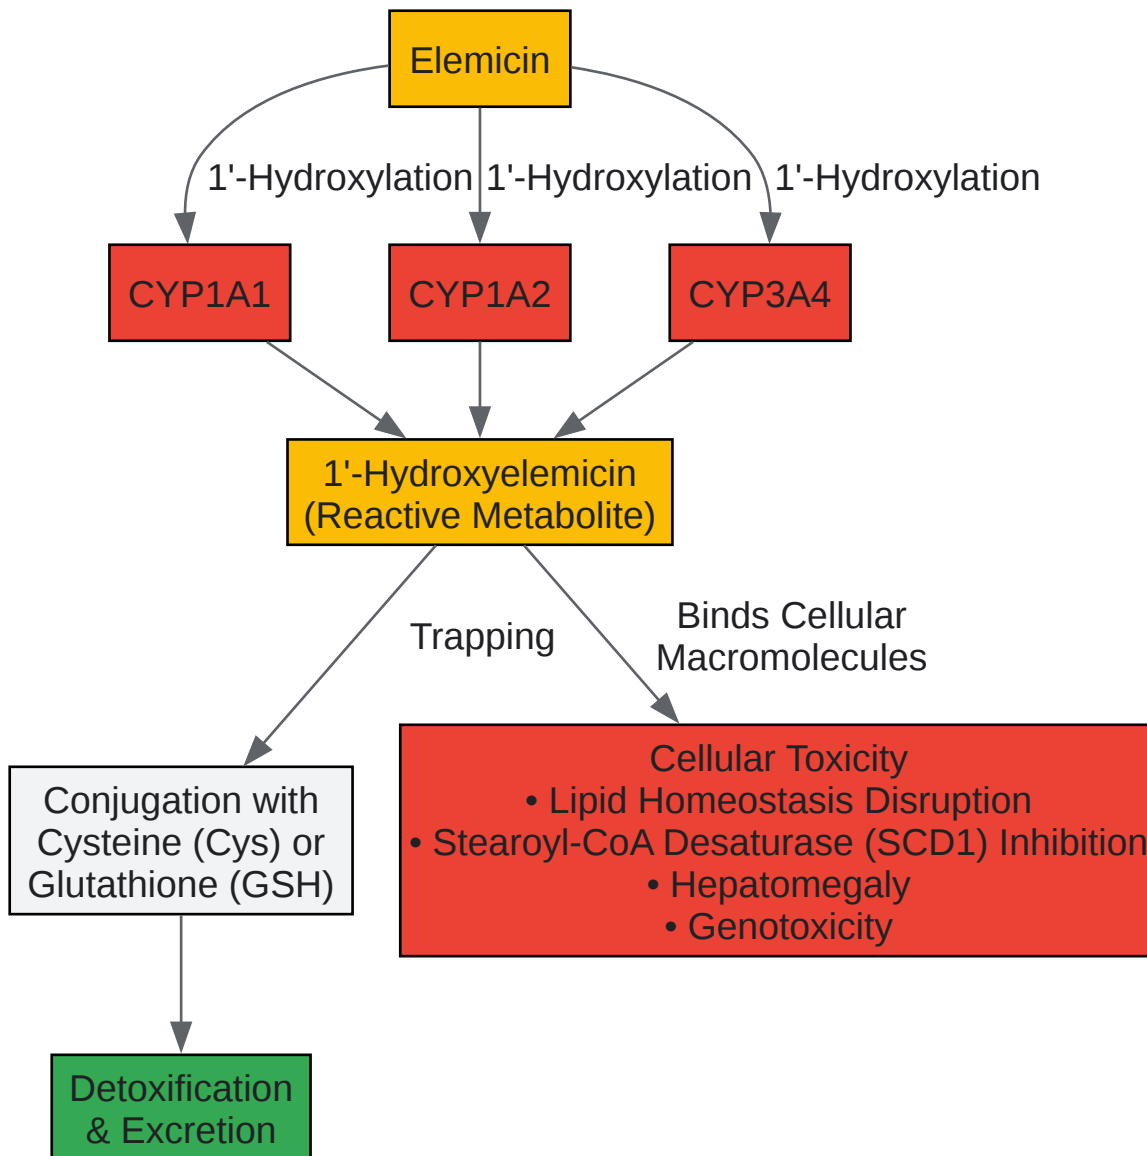 Elemicin
1'-Hydroxylation
1'-Hydroxylation
1'-Hydroxylation
CYP1A1
CYP1A2
CYP3A4
1'-Hydroxyelemicin
(Reactive Metabolite)
Trapping
Binds Cellular
Macromolecules
Conjugation with
Cysteine (Cys) or
Glutathione (GSH)
Cellular Toxicity
• Lipid Homeostasis Disruption
• Stearoyl-CoA Desaturase (SCD1) Inhibition
• Hepatomegaly
• Genotoxicity
Detoxification
& Excretion